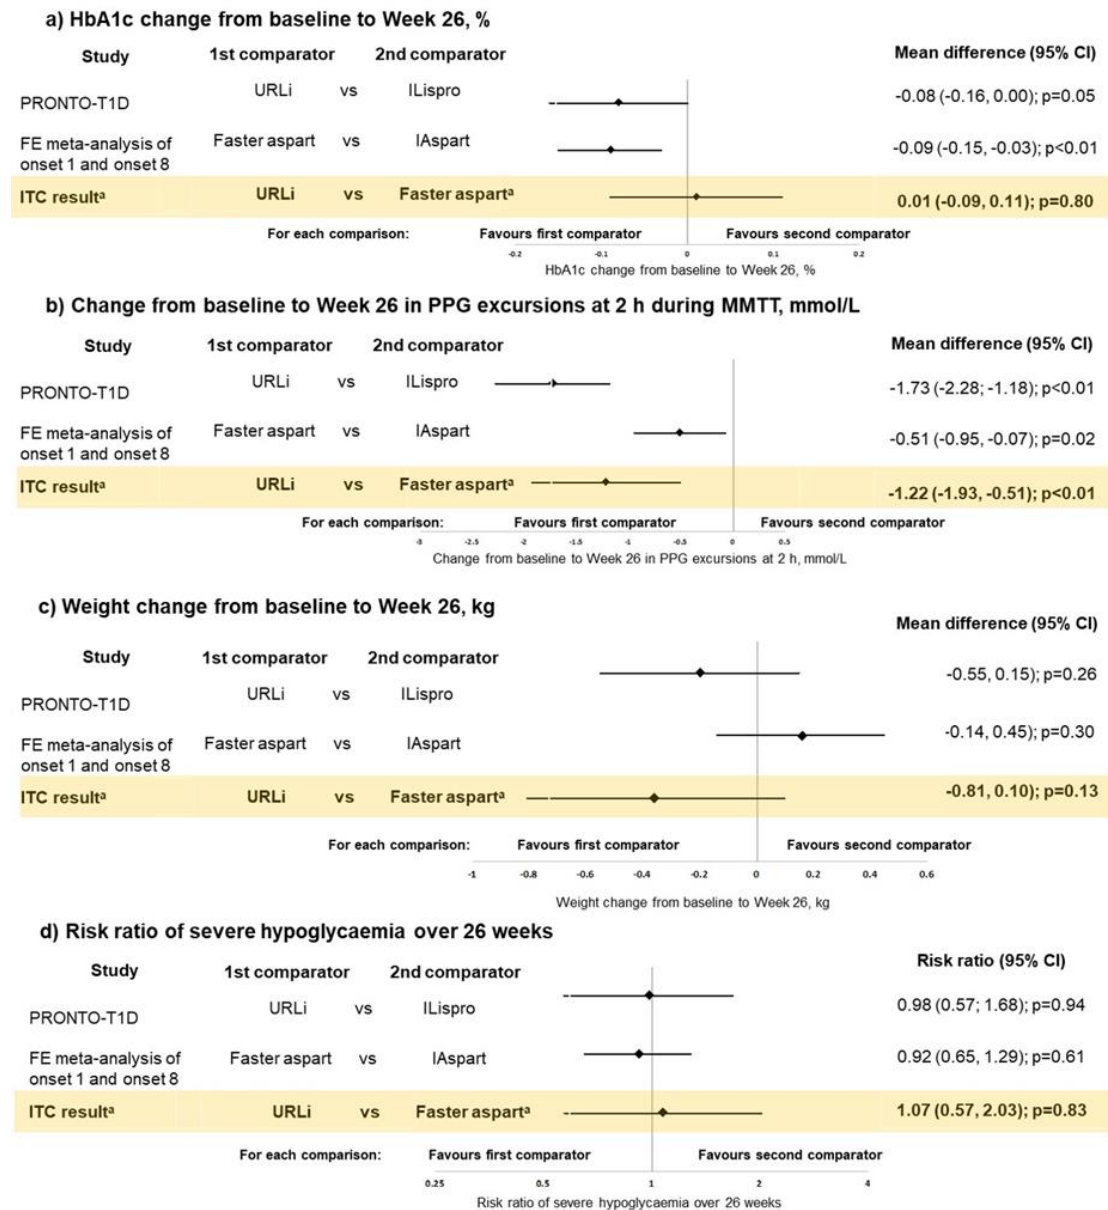 a) HbA1c change from baseline to Week 26, %
Study 1st comparator 2nd comparator Mean difference (95% CI)
PRONTO-T1D URLi vs ILispro -0.08 (-0.16, 0.00); p=0.05
FE meta-analysis of
onset 1 and onset 8 Faster aspart vs IAspart -0.09 (-0.15, -0.03); p<0.01
ITC resultᵃ URLi vs Faster aspartᵃ 0.01 (-0.09, 0.11); p=0.80
For each comparison: Favours first comparator Favours second comparator
-0.2 -0.1 0 0.1 0.2
HbA1c change from baseline to Week 26, %
b) Change from baseline to Week 26 in PPG excursions at 2 h during MMTT, mmol/L
Study 1st comparator 2nd comparator Mean difference (95% CI)
PRONTO-T1D URLi vs ILispro -1.73 (-2.28; -1.18); p<0.01
FE meta-analysis of
onset 1 and onset 8 Faster aspart vs IAspart -0.51 (-0.95, -0.07); p=0.02
ITC resultᵃ URLi vs Faster aspartᵃ -1.22 (-1.93, -0.51); p<0.01
For each comparison: Favours first comparator Favours second comparator
-3 -2.5 -2 -1.5 -1 -0.5 0 0.5
Change from baseline to Week 26 in PPG excursions at 2 h, mmol/L
c) Weight change from baseline to Week 26, kg
Study 1st comparator 2nd comparator Mean difference (95% CI)
PRONTO-T1D URLi vs ILispro -0.55, 0.15); p=0.26
FE meta-analysis of
onset 1 and onset 8 Faster aspart vs IAspart -0.14, 0.45); p=0.30
ITC resultᵃ URLi vs Faster aspartᵃ -0.81, 0.10); p=0.13
For each comparison: Favours first comparator Favours second comparator
-1 -0.8 -0.6 -0.4 -0.2 0 0.2 0.4 0.6
Weight change from baseline to Week 26, kg
d) Risk ratio of severe hypoglycaemia over 26 weeks
Study 1st comparator 2nd comparator Risk ratio (95% CI)
PRONTO-T1D URLi vs ILispro 0.98 (0.57; 1.68); p=0.94
FE meta-analysis of
onset 1 and onset 8 Faster aspart vs IAspart 0.92 (0.65, 1.29); p=0.61
ITC resultᵃ URLi vs Faster aspartᵃ 1.07 (0.57, 2.03); p=0.83
For each comparison: Favours first comparator Favours second comparator
0.25 0.5 1 2 4
Risk ratio of severe hypoglycaemia over 26 weeks